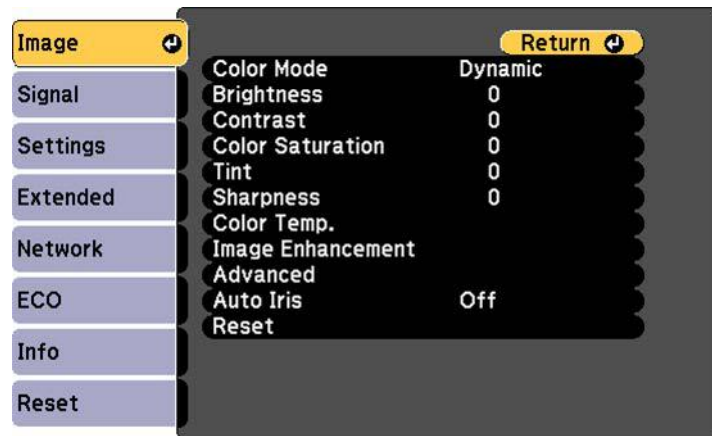 Image
Signal
Settings
Extended
Network
ECO
Info
Reset
Return
Color Mode Dynamic
Brightness 0
Contrast 0
Color Saturation 0
Tint 0
Sharpness 0
Color Temp.
Image Enhancement
Advanced
Auto Iris Off
Reset